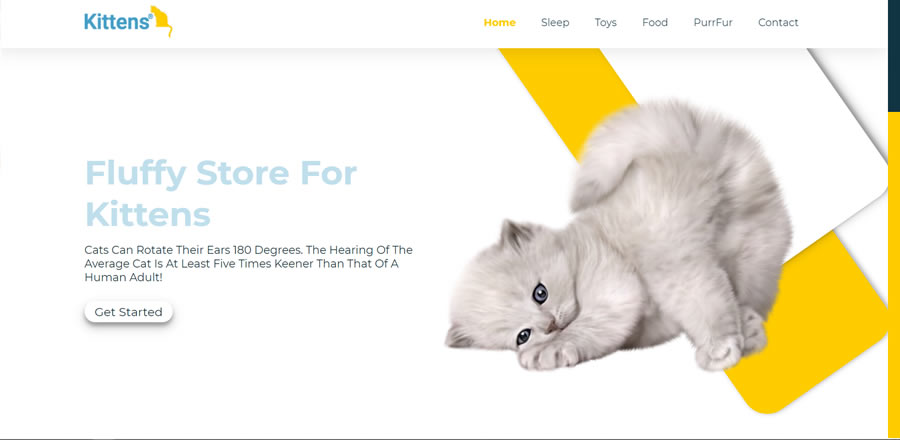 Kittens®
Home Sleep Toys Food PurrFur Contact
Fluffy Store For
Kittens
Cats Can Rotate Their Ears 180 Degrees. The Hearing Of The
Average Cat Is At Least Five Times Keener Than That Of A
Human Adult!
Get Started